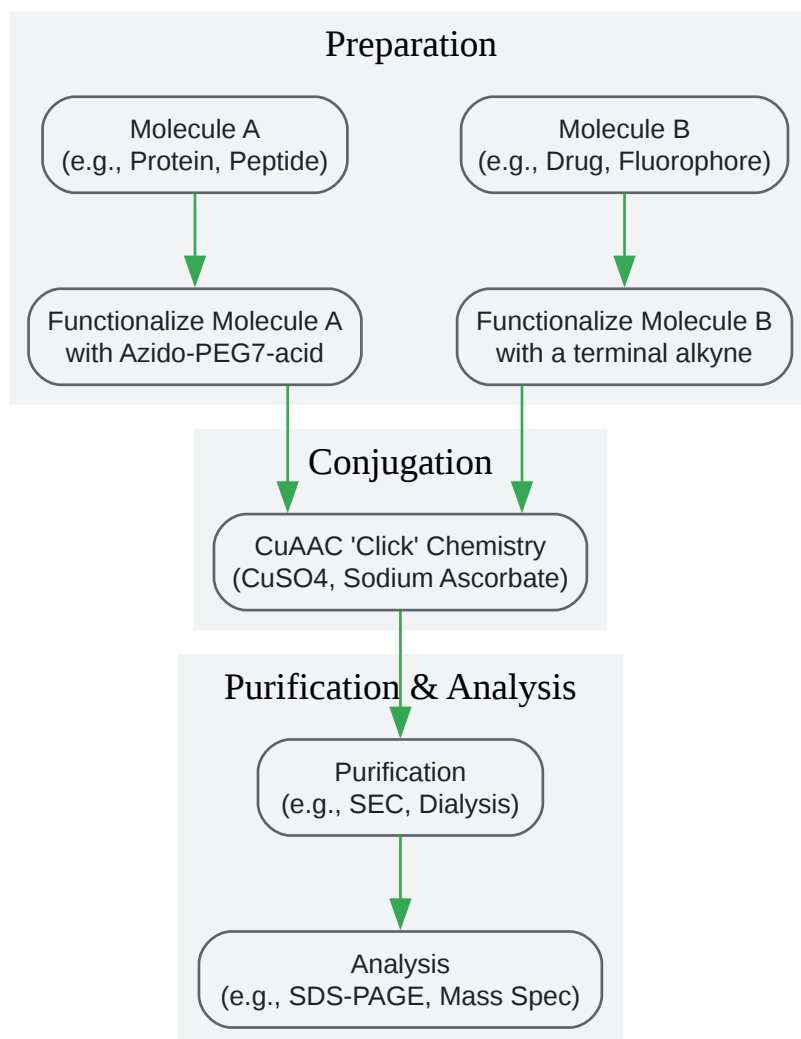 Preparation
Molecule A
(e.g., Protein, Peptide)
Molecule B
(e.g., Drug, Fluorophore)
Functionalize Molecule A
with Azido-PEG7-acid
Functionalize Molecule B
with a terminal alkyne
Conjugation
CuAAC 'Click' Chemistry
(CuSO4, Sodium Ascorbate)
Purification & Analysis
Purification
(e.g., SEC, Dialysis)
Analysis
(e.g., SDS-PAGE, Mass Spec)